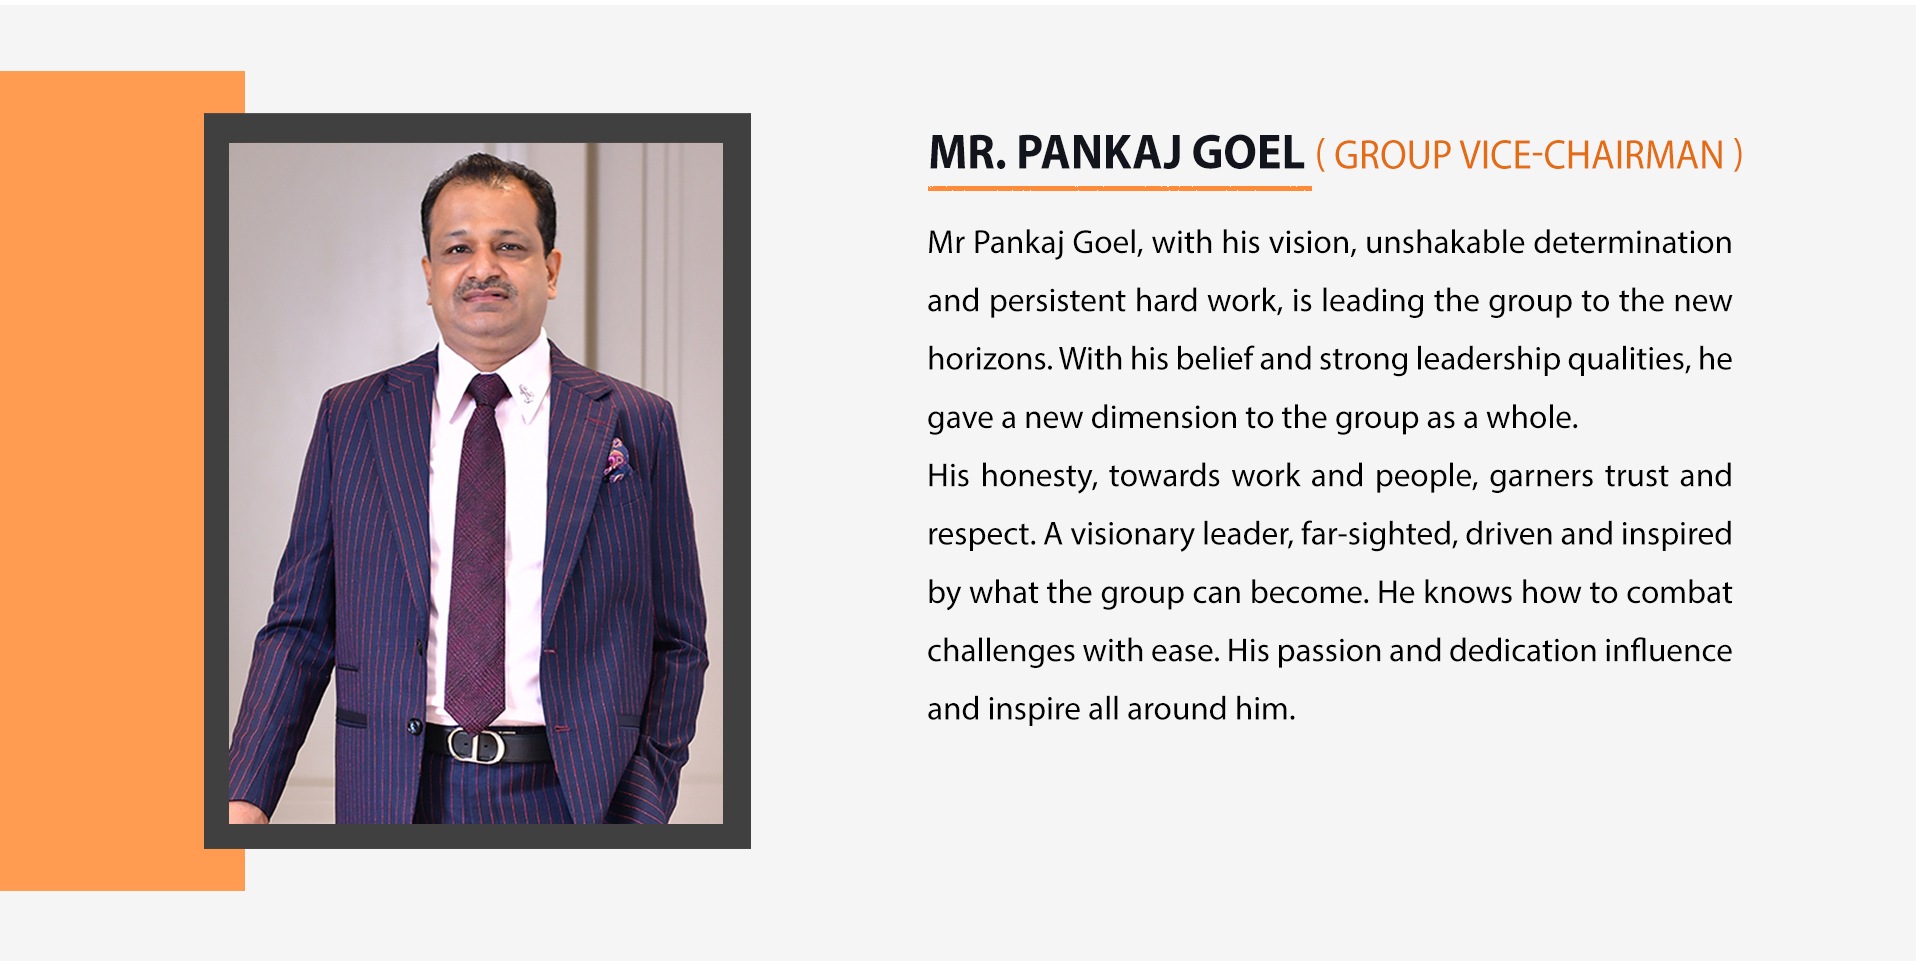 MR. PANKAJ GOEL ( GROUP VICE-CHAIRMAN )
Mr Pankaj Goel, with his vision, unshakable determination
and persistent hard work, is leading the group to the new
horizons. With his belief and strong leadership qualities, he
gave a new dimension to the group as a whole.
His honesty, towards work and people, garners trust and
respect. A visionary leader, far-sighted, driven and inspired
by what the group can become. He knows how to combat
challenges with ease. His passion and dedication influence
and inspire all around him.